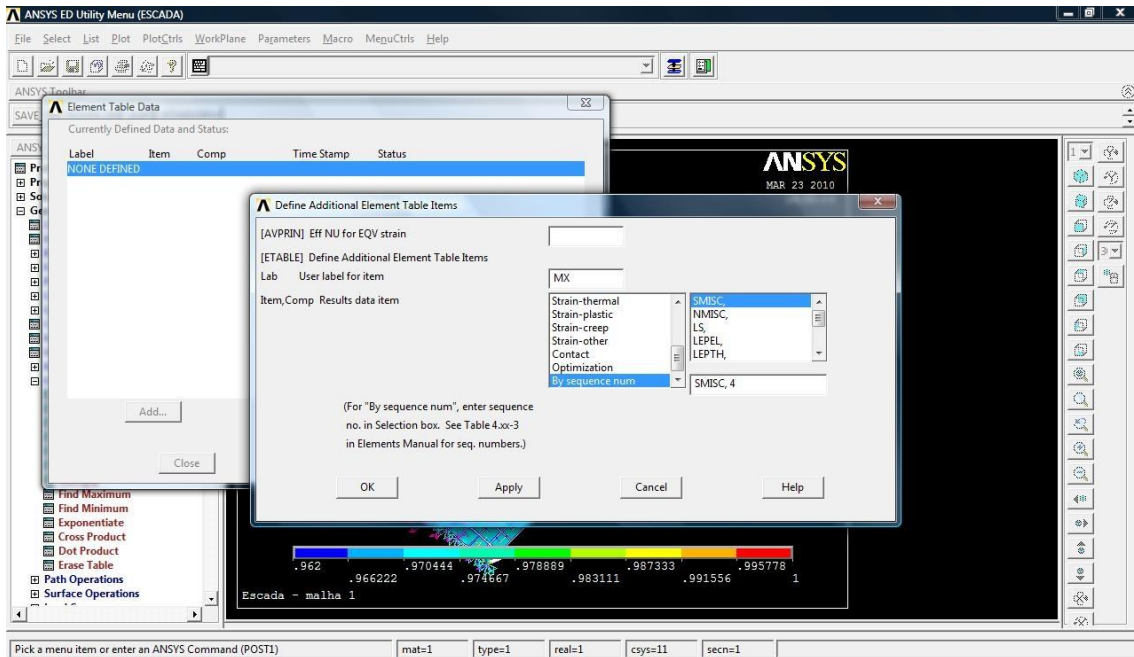 ANSYS ED Utility Menu (ESCADA)
File Select List Plot PlotCtrls WorkPlane Parameters Macro MenuCtrls Help
ANSYS Toolbar
SAVE
Element Table Data
Currently Defined Data and Status:
Label Item Comp Time Stamp Status
NONE DEFINED
Add...
Close
ANSYS
MAR 23 2010
Define Additional Element Table Items
[AVPRIN] Eff NU for EQV strain
[ETABLE] Define Additional Element Table Items
Lab User label for item
MX
Item,Comp Results data item
Strain-thermal
Strain-plastic
Strain-creep
Strain-other
Contact
Optimization
By sequence num
SMISC,
NMISC,
LS,
LEPEL,
LEPTH,
SMISC, 4
(For "By sequence num", enter sequence
no. in Selection box. See Table 4.xx-3
in Elements Manual for seq. numbers.)
OK Apply Cancel Help
Find Maximum
Find Minimum
Exponentiate
Cross Product
Dot Product
Erase Table
Path Operations
Surface Operations
.962 .970444 .978889 .987333 .995778
.966222 .974667 .983111 .991556 1
Escada - malha 1
1
3
Pick a menu item or enter an ANSYS Command (POST1) mat=1 type=1 real=1 csys=11 secn=1